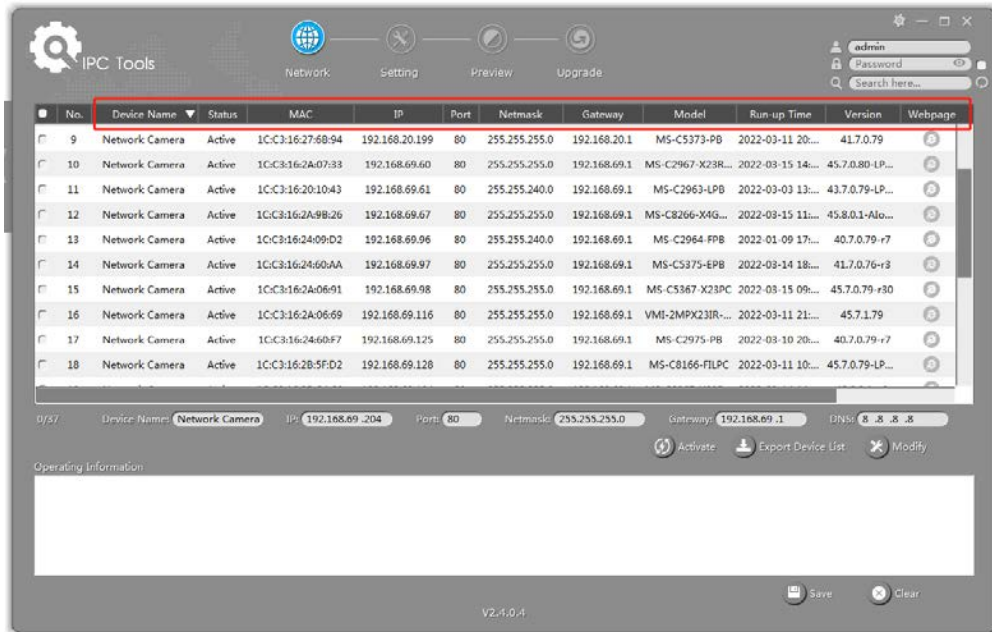 IPC Tools
Network Setting Preview Upgrade
admin
Password
Search here...
No. Device Name ▼ Status MAC IP Port Netmask Gateway Model Run-up Time Version Webpage
9 Network Camera Active 1C:C3:16:27:6B:94 192.168.20.199 80 255.255.255.0 192.168.20.1 MS-C5373-PB 2022-03-11 20:... 41.7.0.79
10 Network Camera Active 1C:C3:16:2A:07:33 192.168.69.60 80 255.255.255.0 192.168.69.1 MS-C2967-X23R... 2022-03-15 14:... 45.7.0.80-LP...
11 Network Camera Active 1C:C3:16:20:10:43 192.168.69.61 80 255.255.240.0 192.168.69.1 MS-C2963-LPB 2022-03-03 13:... 43.7.0.79-LP...
12 Network Camera Active 1C:C3:16:2A:9B:26 192.168.69.67 80 255.255.255.0 192.168.69.1 MS-C8266-X4G... 2022-03-15 11:... 45.8.0.1-AIo...
13 Network Camera Active 1C:C3:16:24:09:D2 192.168.69.96 80 255.255.240.0 192.168.69.1 MS-C2964-FPB 2022-01-09 17:... 40.7.0.79-r7
14 Network Camera Active 1C:C3:16:24:60:AA 192.168.69.97 80 255.255.255.0 192.168.69.1 MS-C5375-EPB 2022-03-14 18:... 41.7.0.76-r3
15 Network Camera Active 1C:C3:16:2A:06:91 192.168.69.98 80 255.255.255.0 192.168.69.1 MS-C5367-X23PC 2022-03-15 09:... 45.7.0.79-r30
16 Network Camera Active 1C:C3:16:2A:06:69 192.168.69.116 80 255.255.255.0 192.168.69.1 VMI-2MPX23IR-... 2022-03-11 21:... 45.7.1.79
17 Network Camera Active 1C:C3:16:24:60:F7 192.168.69.125 80 255.255.255.0 192.168.69.1 MS-C2975-PB 2022-03-10 20:... 40.7.0.79-r7
18 Network Camera Active 1C:C3:16:2B:5F:D2 192.168.69.128 80 255.255.255.0 192.168.69.1 MS-C8166-FILPC 2022-03-11 10:... 45.7.0.79-LP...
0/37 Device Name: Network Camera IP: 192.168.69 .204 Port: 80 Netmask: 255.255.255.0 Gateway: 192.168.69 .1 DNS: 8 .8 .8 .8
Activate Export Device List Modify
Operating Information
Save Clear
V2.4.0.4